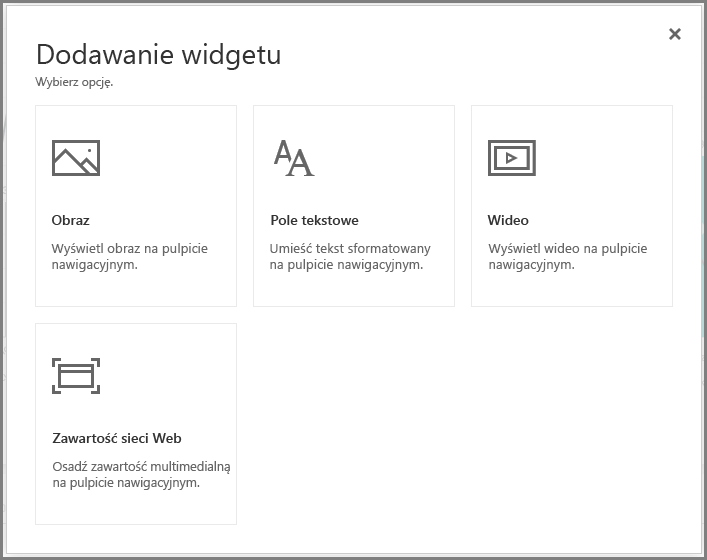 Dodawanie widgetu
Wybierz opcję.
Obraz
Wyświetl obraz na pulpicie
nawigacyjnym.
Pole tekstowe
Umieść tekst sformatowany
na pulpicie nawigacyjnym.
Wideo
Wyświetl wideo na pulpicie
nawigacyjnym.
Zawartość sieci Web
Osadź zawartość multimedialną
na pulpicie nawigacyjnym.